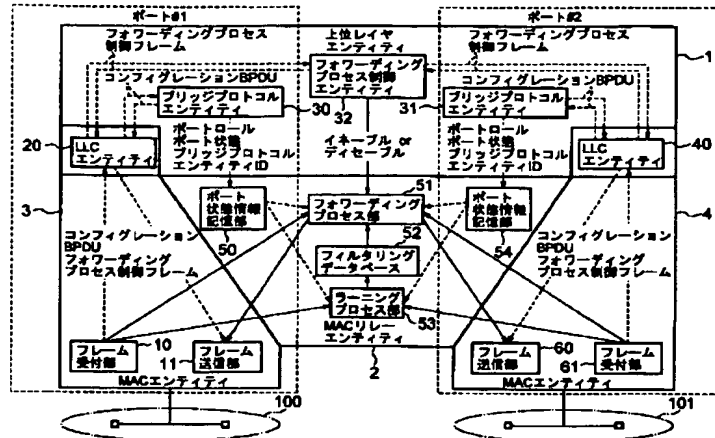 ポート#1
ポート#2
フォワーディングプロセス
制御フレーム
上位レイヤ
エンティティ
フォワーディングプロセス
制御フレーム
1
コンフィグレーションBPDU
フォワーディング
プロセス制御
エンティティ
コンフィグレーションBPDU
ブリッジプロトコル
エンティティ
30
32
31
ブリッジプロトコル
エンティティ
20
LLC
エンティティ
ポートロール
ポート状態
ブリッジプロトコル
エンティティID
イネーブル or
ディセーブル
ポートロール
ポート状態
ブリッジプロトコル
エンティティID
40
LLC
エンティティ
3
ポート
状態情報
記憶部
50
フォワーディング
プロセス部
51
ポート
状態情報
記憶部
54
4
コンフィグレーション
BPDU
フォワーディング
プロセス制御フレーム
フィルタリング
データベース
52
コンフィグレーション
BPDU
フォワーディング
プロセス制御フレーム
ラーニング
プロセス部
53
MACリレー
エンティティ
2
フレーム
受付部
10
フレーム
送信部
11
フレーム
送信部
60
フレーム
受付部
61
MACエンティティ
MACエンティティ
100
101